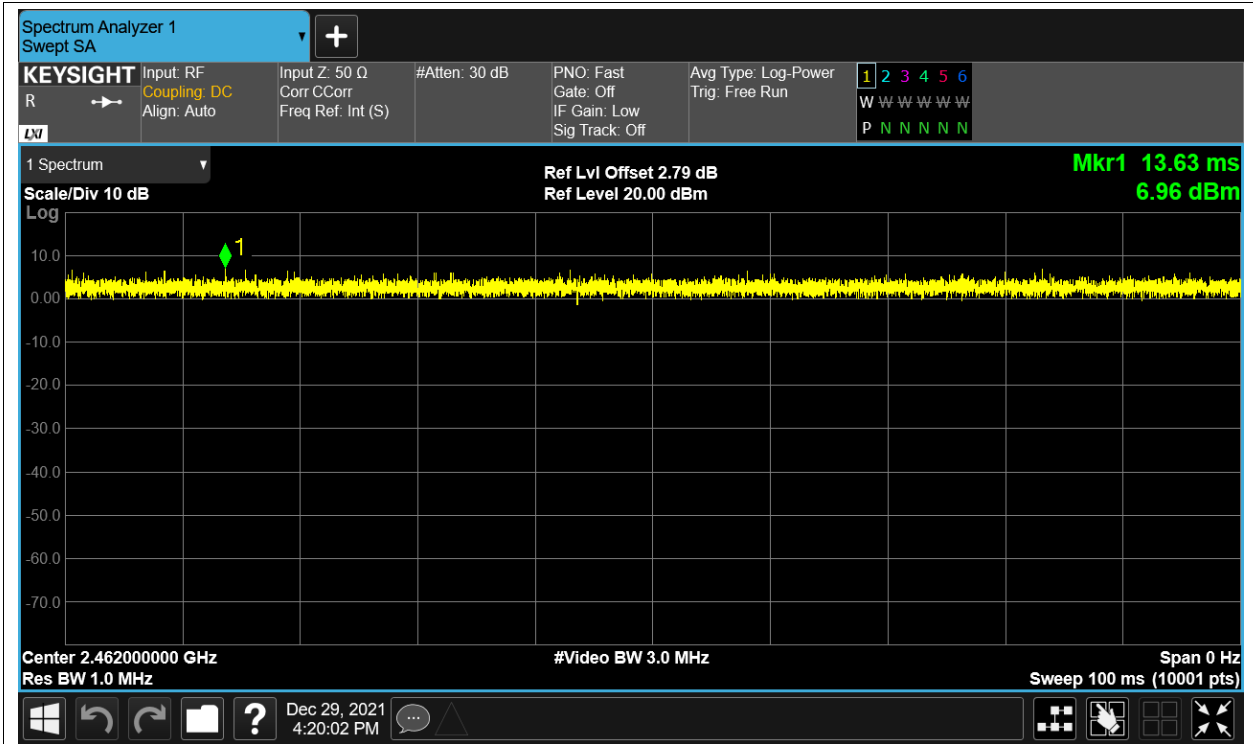 Spectrum Analyzer 1
Swept SA
+
KEYSIGHT
R
LXI
Input: RF
Coupling: DC
Align: Auto
Input Z: 50 Ω
Corr CCorr
Freq Ref: Int (S)
#Atten: 30 dB
PNO: Fast
Gate: Off
IF Gain: Low
Sig Track: Off
Avg Type: Log-Power
Trig: Free Run
1 2 3 4 5 6
W W W W W W
P N N N N N
1 Spectrum
Scale/Div 10 dB
Log
Ref Lvl Offset 2.79 dB
Ref Level 20.00 dBm
Mkr1 13.63 ms
6.96 dBm
1
10.0
0.00
-10.0
-20.0
-30.0
-40.0
-50.0
-60.0
-70.0
Center 2.462000000 GHz
Res BW 1.0 MHz
#Video BW 3.0 MHz
Span 0 Hz
Sweep 100 ms (10001 pts)
?
Dec 29, 2021
4:20:02 PM